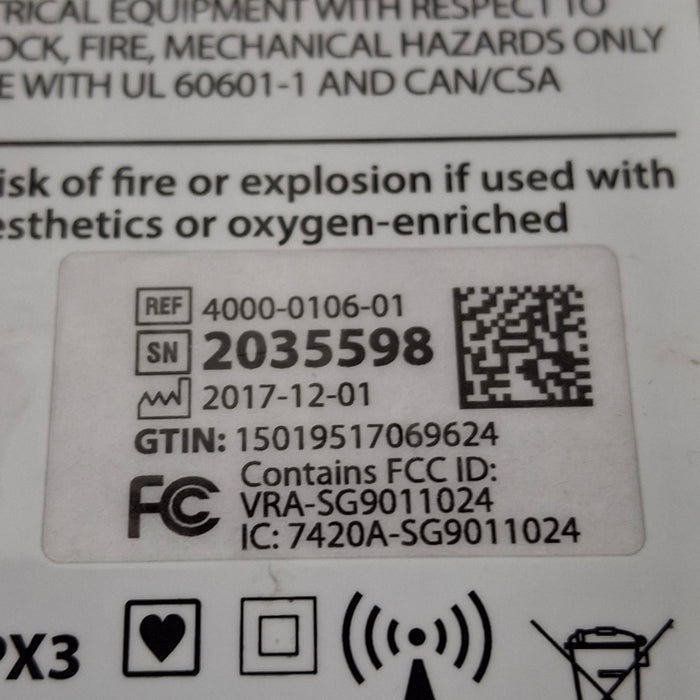 TRICAL EQUIPMENT WITH RESPECT TO
OCK, FIRE, MECHANICAL HAZARDS ONLY
E WITH UL 60601-1 AND CAN/CSA
isk of fire or explosion if used with
esthetics or oxygen-enriched
REF 4000-0106-01
SN 2035598
2017-12-01
GTIN: 15019517069624
FC Contains FCC ID:
VRA-SG9011024
IC: 7420A-SG9011024
PX3